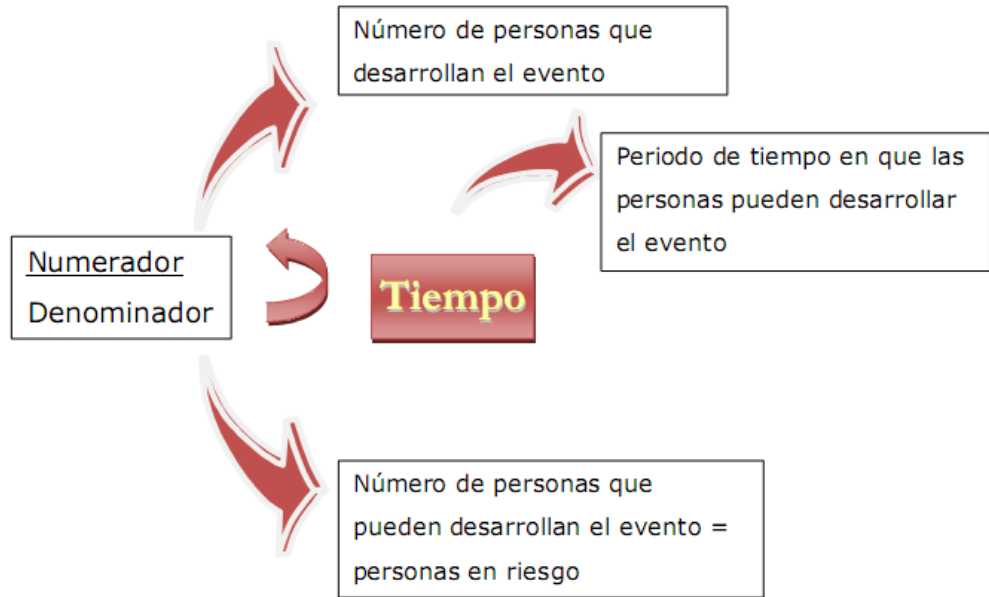 Número de personas que
desarrollan el evento
Periodo de tiempo en que las
personas pueden desarrollar
el evento
Numerador
Denominador
Tiempo
Número de personas que
pueden desarrollan el evento =
personas en riesgo